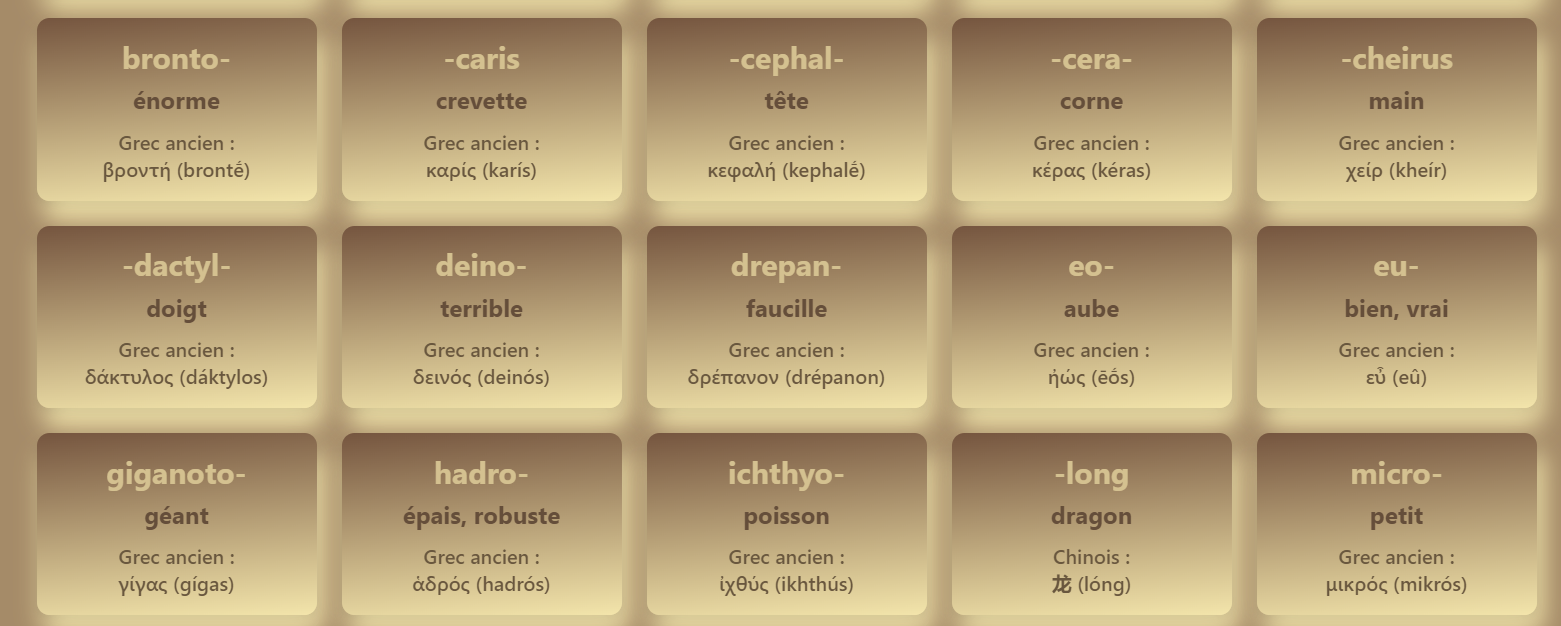 bronto-
énorme
Grec ancien :
βροντή (brontḗ)
-caris
crevette
Grec ancien :
καρίς (karís)
-cephal-
tête
Grec ancien :
κεφαλή (kephalḗ)
-cera-
corne
Grec ancien :
κέρας (kéras)
-cheirus
main
Grec ancien :
χείρ (kheír)
-dactyl-
doigt
Grec ancien :
δάκτυλος (dáktylos)
deino-
terrible
Grec ancien :
δεινός (deinós)
drepan-
faucille
Grec ancien :
δρέπανον (drépanon)
eo-
aube
Grec ancien :
ἠώς (ēṓs)
eu-
bien, vrai
Grec ancien :
εὖ (eû)
giganoto-
géant
Grec ancien :
γίγας (gígas)
hadro-
épais, robuste
Grec ancien :
ἁδρός (hadrós)
ichthyo-
poisson
Grec ancien :
ἰχθύς (ikhthús)
-long
dragon
Chinois :
龙 (lóng)
micro-
petit
Grec ancien :
μικρός (mikrós)